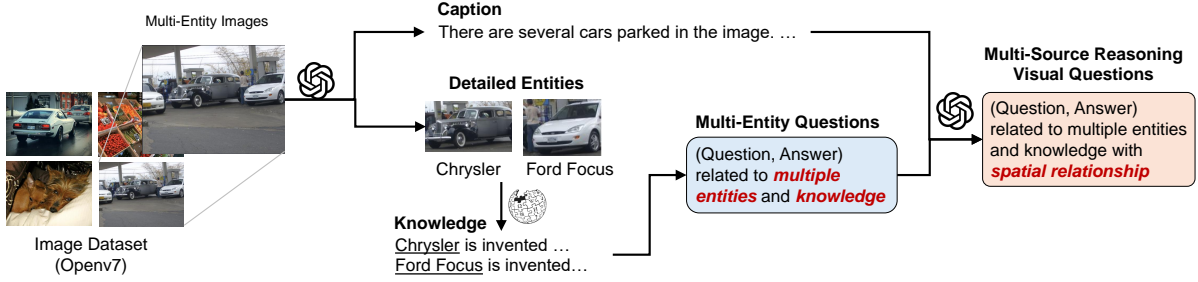 Multi-Entity Images
Image Dataset
(Openv7)
Caption
There are several cars parked in the image. …
Detailed Entities
Chrysler
Ford Focus
Knowledge
Chrysler is invented …
Ford Focus is invented…
Multi-Entity Questions
(Question, Answer)
related to multiple
entities and knowledge
Multi-Source Reasoning
Visual Questions
(Question, Answer)
related to multiple entities
and knowledge with
spatial relationship